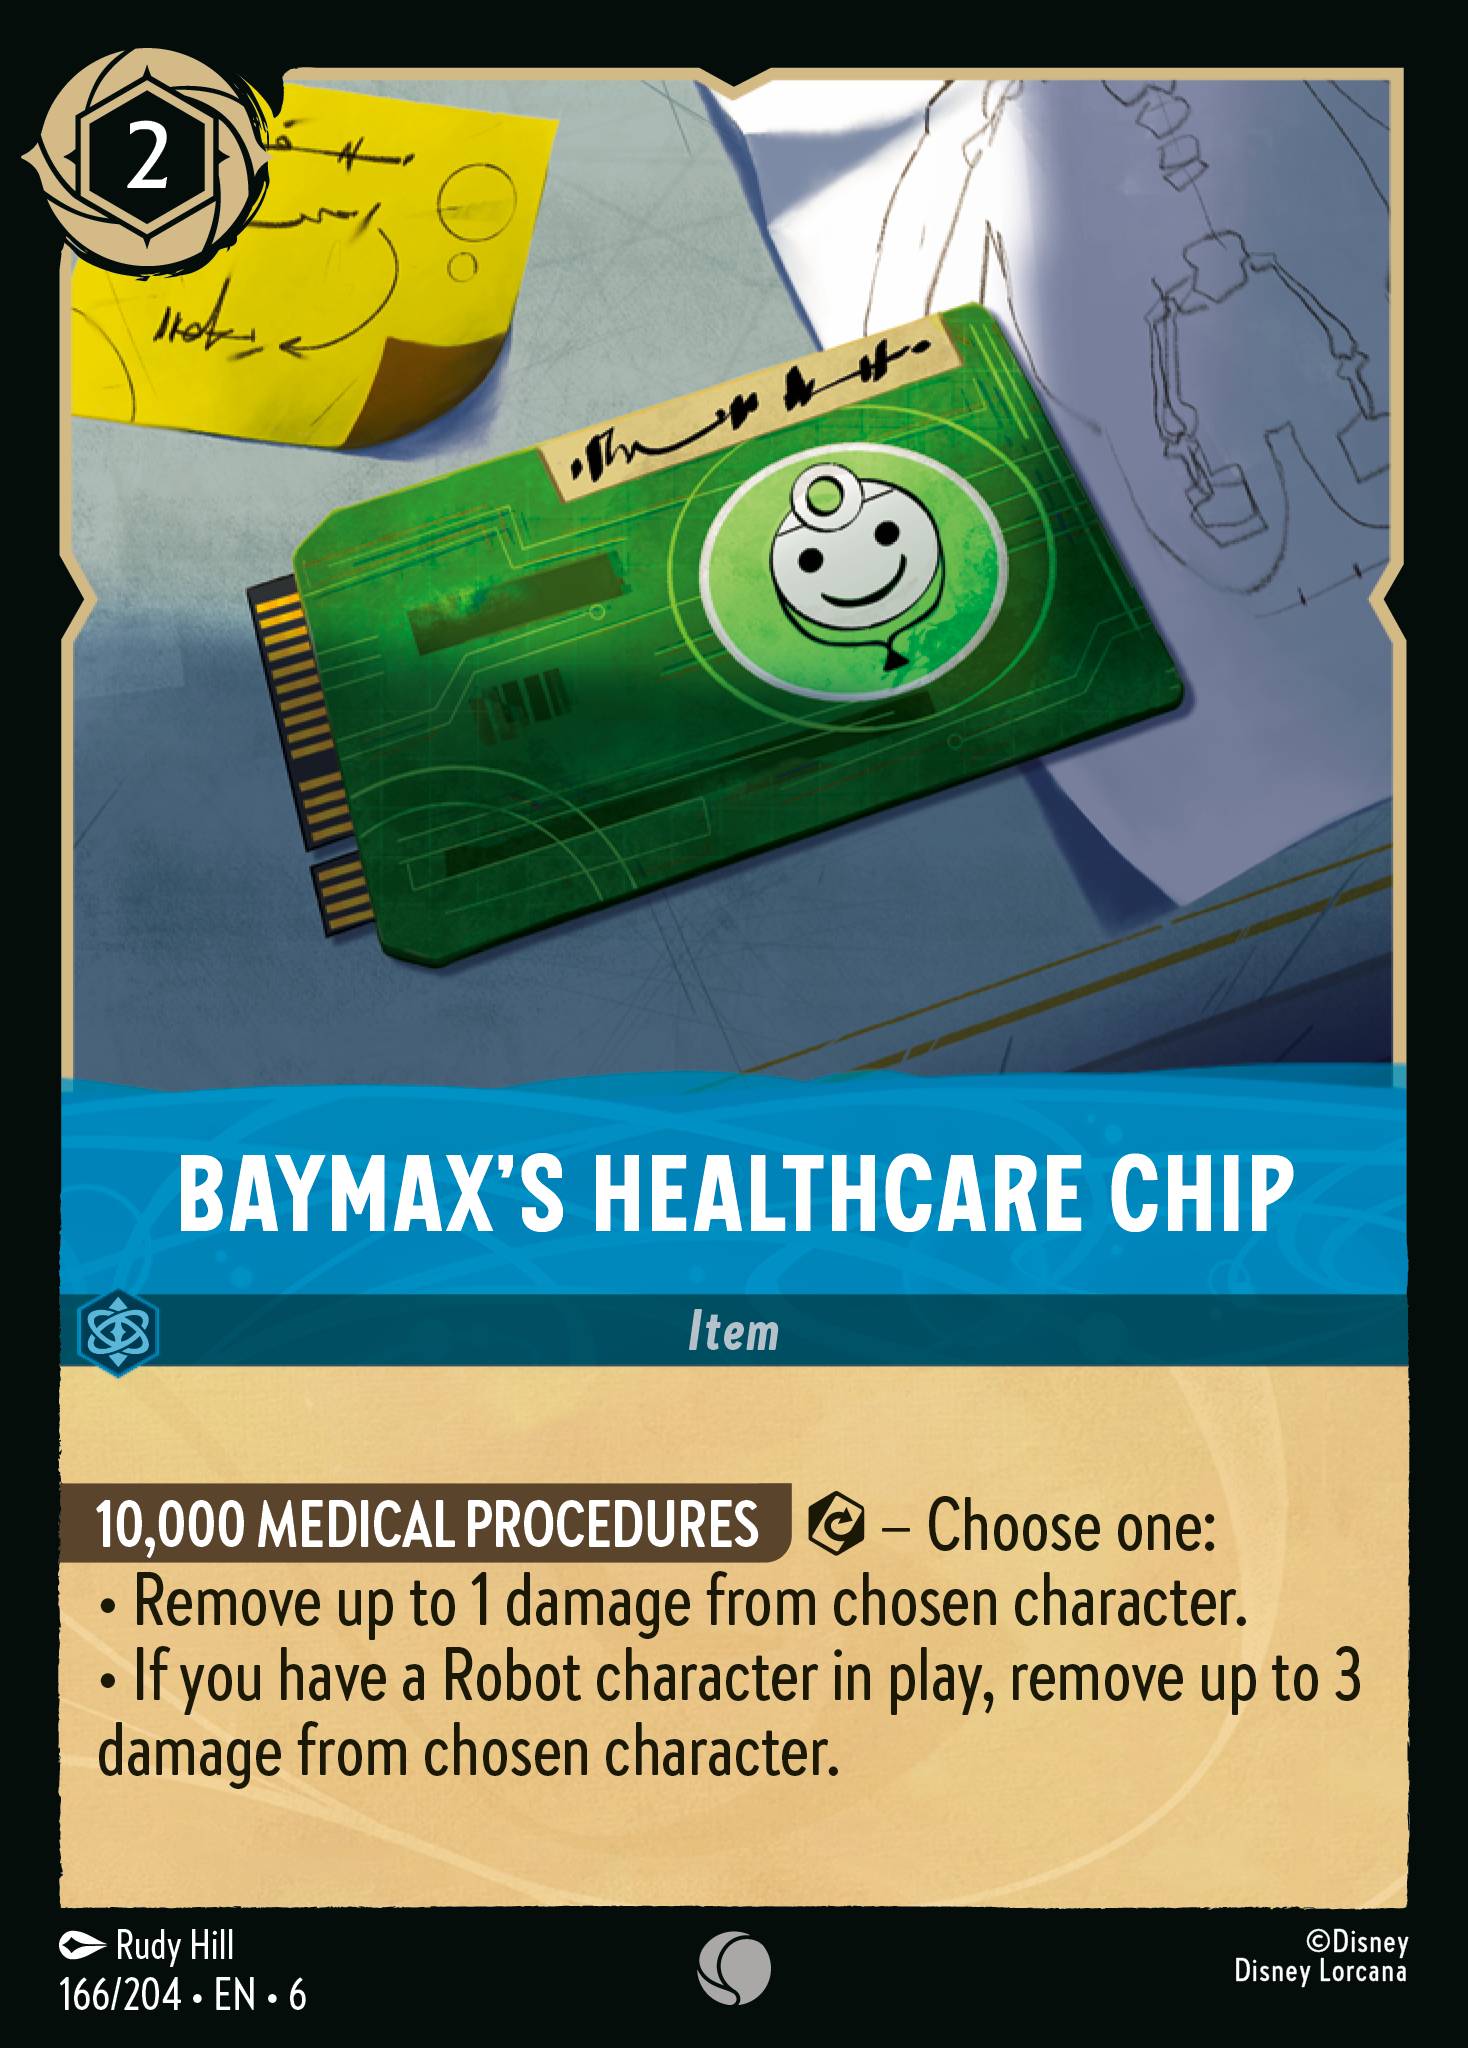 2
BAYMAX’S HEALTHCARE CHIP
Item
10,000 MEDICAL PROCEDURES – Choose one:
• Remove up to 1 damage from chosen character.
• If you have a Robot character in play, remove up to 3
damage from chosen character.
Rudy Hill
166/204 • EN • 6
©Disney
Disney Lorcana